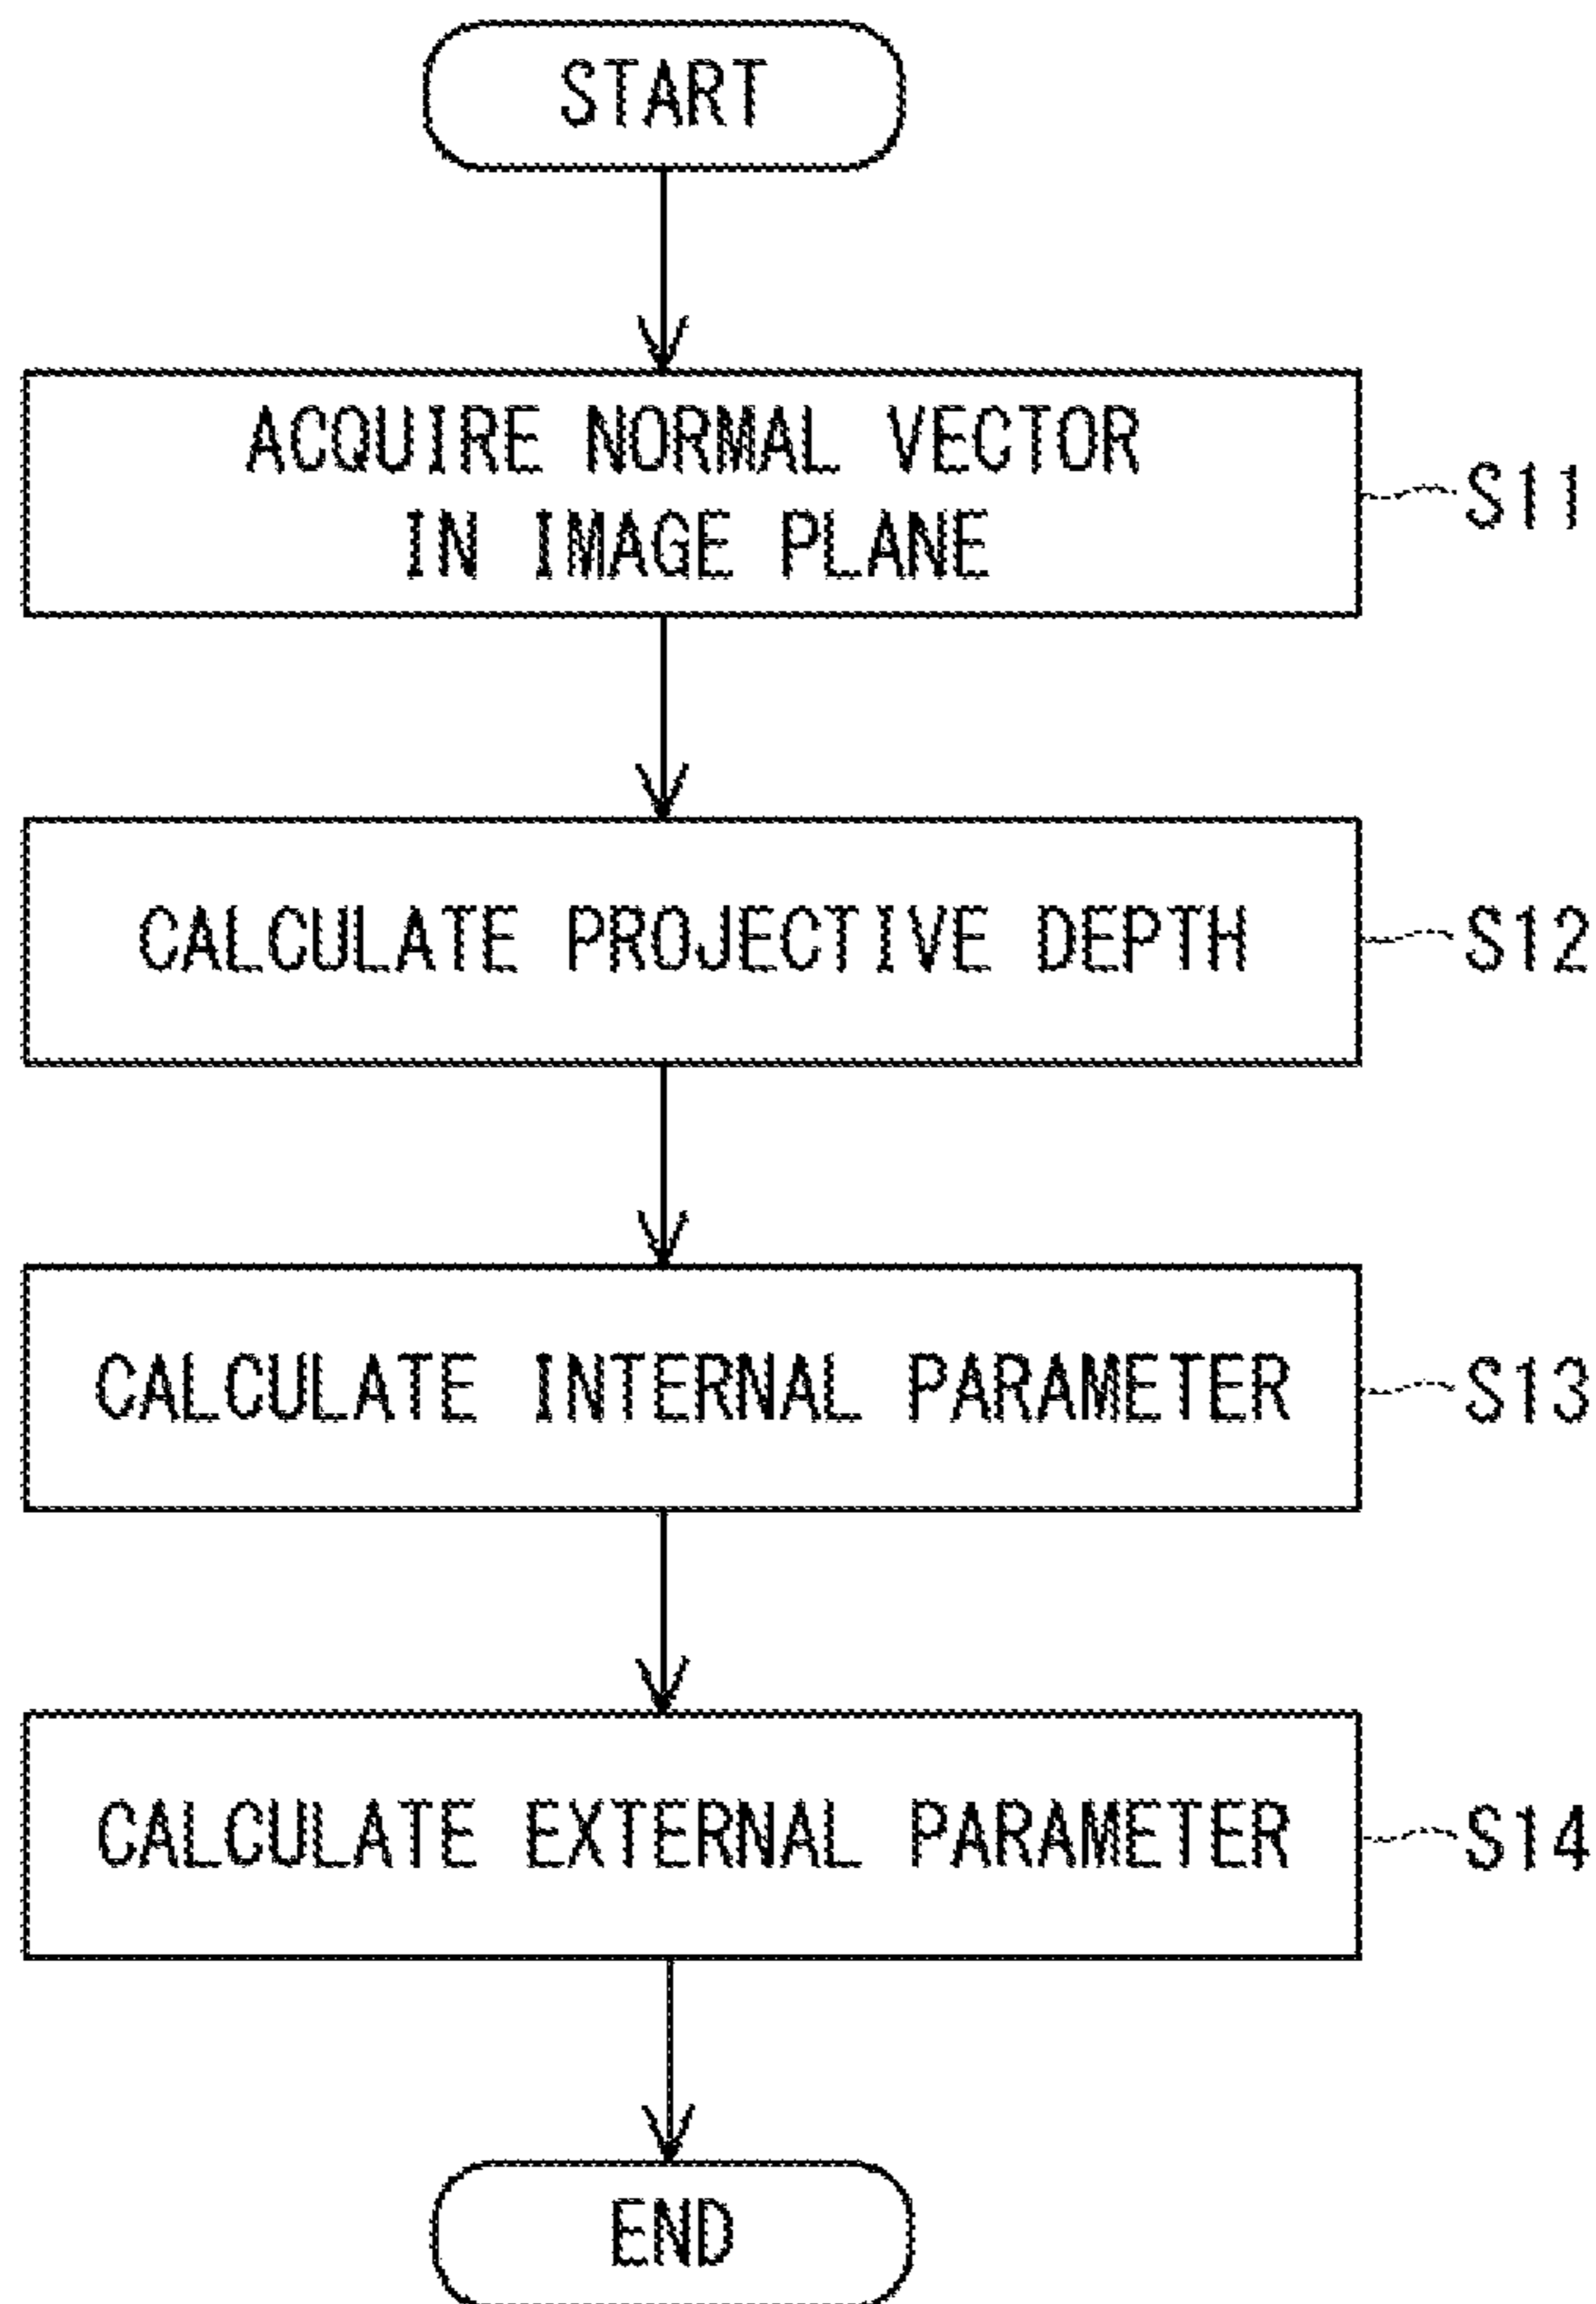 START
ACQUIRE NORMAL VECTOR
IN IMAGE PLANE
S11
CALCULATE PROJECTIVE DEPTH
S12
CALCULATE INTERNAL PARAMETER
S13
CALCULATE EXTERNAL PARAMETER
S14
END